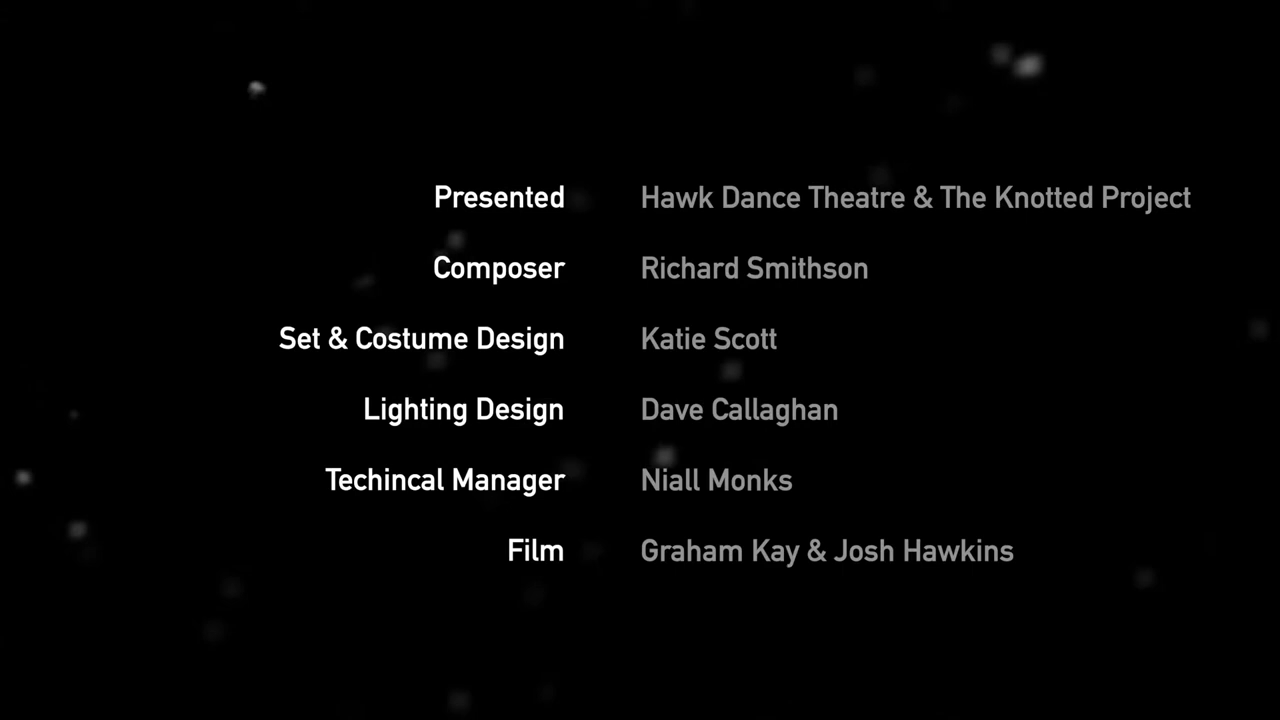 Presented Hawk Dance Theatre & The Knotted Project
Composer Richard Smithson
Set & Costume Design Katie Scott
Lighting Design Dave Callaghan
Techincal Manager Niall Monks
Film Graham Kay & Josh Hawkins